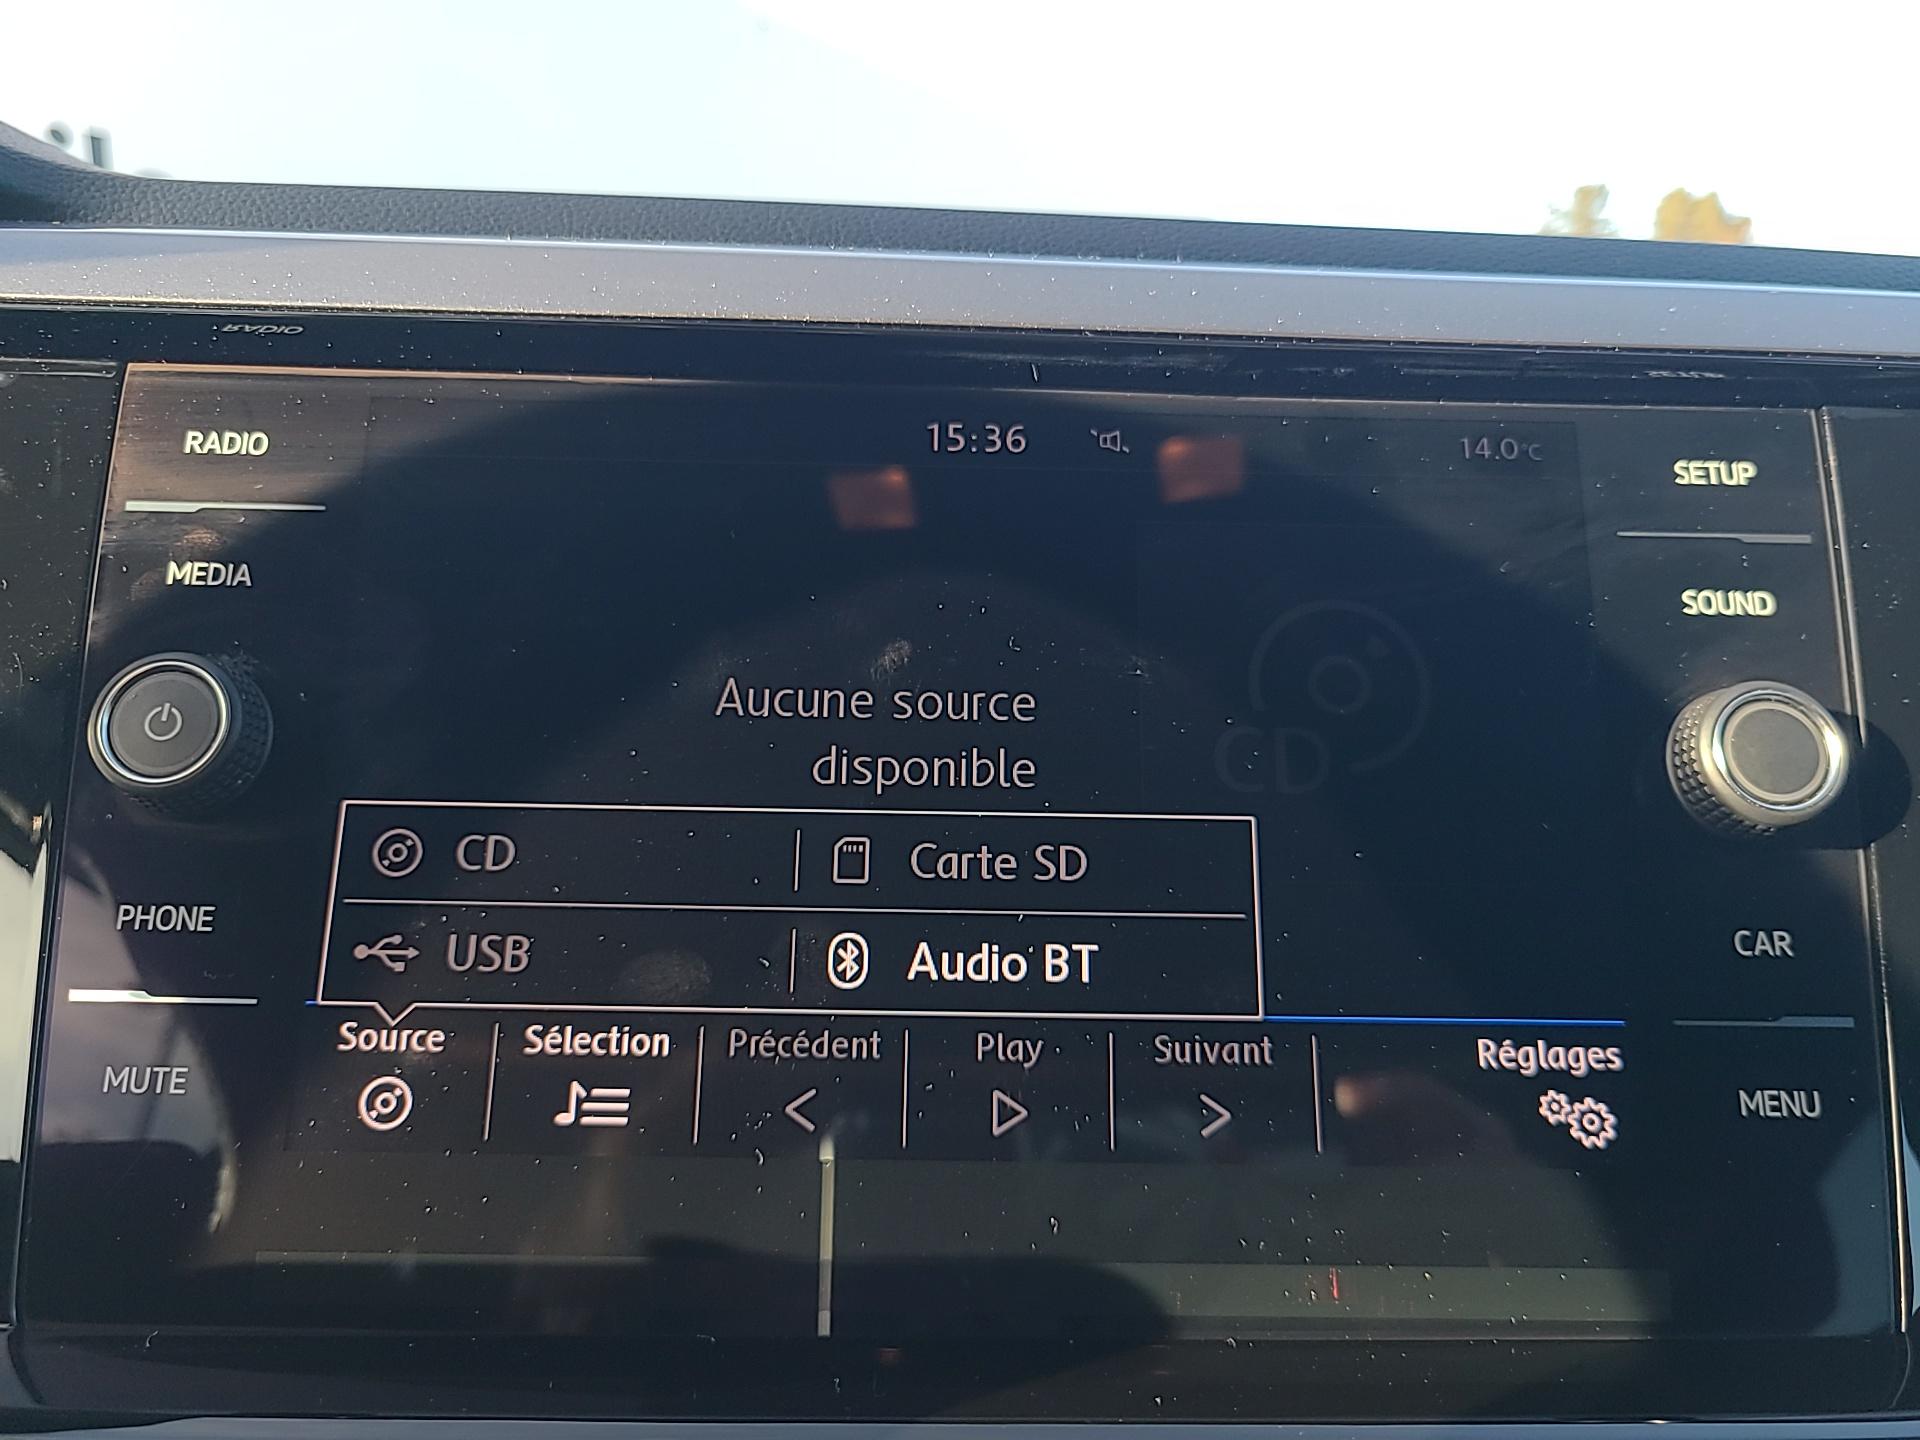 RADIO
15:36
14.0°C
SETUP
MEDIA
SOUND
Aucune source
disponible
CD
CD
Carte SD
USB
Audio BT
PHONE
CAR
Source
Sélection
Précédent
Play
Suivant
Réglages
MUTE
MENU